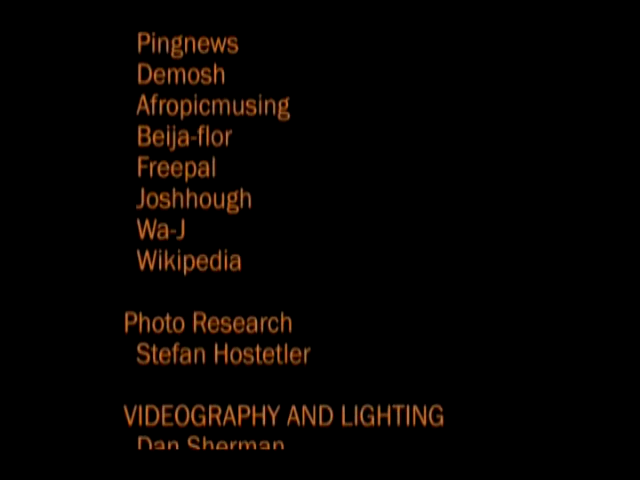 Pingnews
Demosh
Afropicmusing
Beija-flor
Freepal
Joshhough
Wa-J
Wikipedia
Photo Research
Stefan Hostetler
VIDEOGRAPHY AND LIGHTING
Dan Sherman